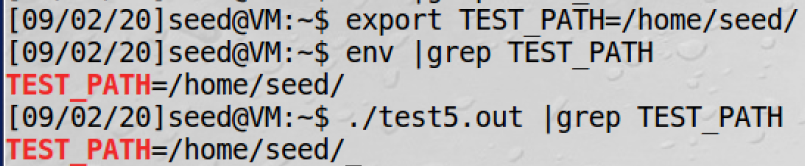 [09/02/20]seed@VM:~$ export TEST_PATH=/home/seed/
[09/02/20]seed@VM:~$ env |grep TEST_PATH
TEST_PATH=/home/seed/
[09/02/20]seed@VM:~$ ./test5.out |grep TEST_PATH
TEST_PATH=/home/seed/